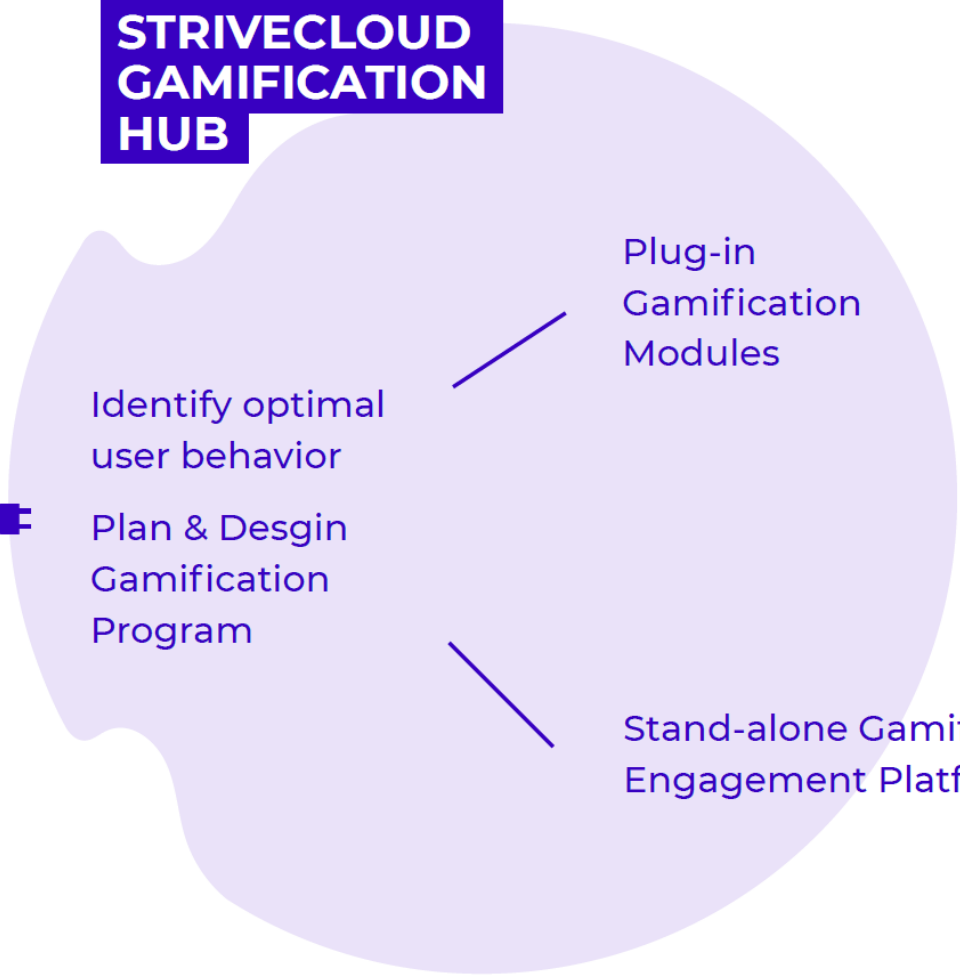 STRIVECLOUD
GAMIFICATION
HUB
Plug-in
Gamification
Modules
Identify optimal
user behavior
Plan & Desgin
Gamification
Program
Stand-alone
Engagement